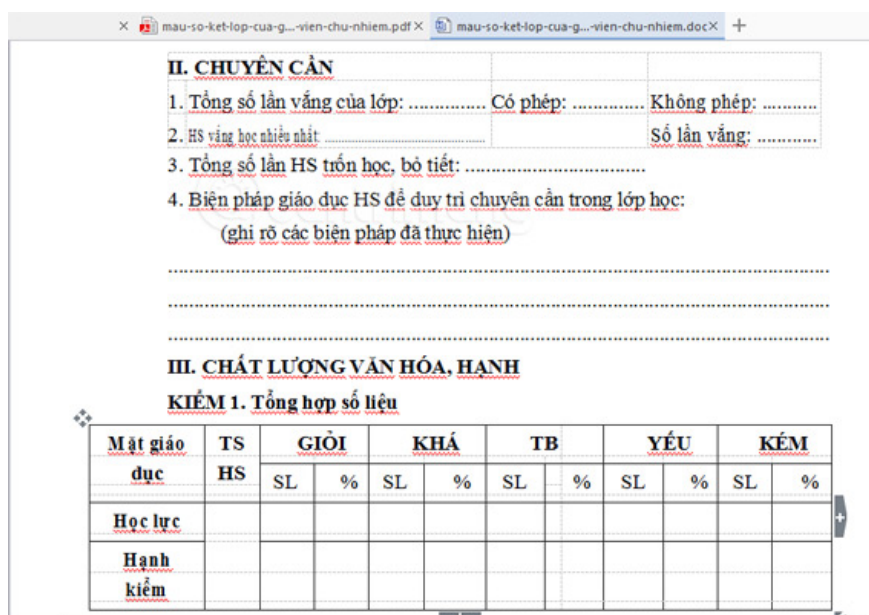 mau-so-ket-lop-cua-g...-vien-chu-nhiem.pdf × mau-so-ket-lop-cua-g...-vien-chu-nhiem.doc ×
II. CHUYÊN CẦN
1. Tổng số lần vắng của lớp: ............... Có phép: .............. Không phép: ...........
2. HS vắng học nhiều nhất: ................................................ Số lần vắng: ............
3. Tổng số lần HS trốn học, bỏ tiết: ...................................
4. Biện pháp giáo dục HS để duy trì chuyên cần trong lớp học:
(ghi rõ các biện pháp đã thực hiện)
III. CHẤT LƯỢNG VĂN HÓA, HẠNH
KIỂM 1. Tổng hợp số liệu
Mặt giáo TS GIỎI KHÁ TB YẾU KÉM
dục HS SL % SL % SL % SL % SL %
Học lực
Hạnh
kiểm